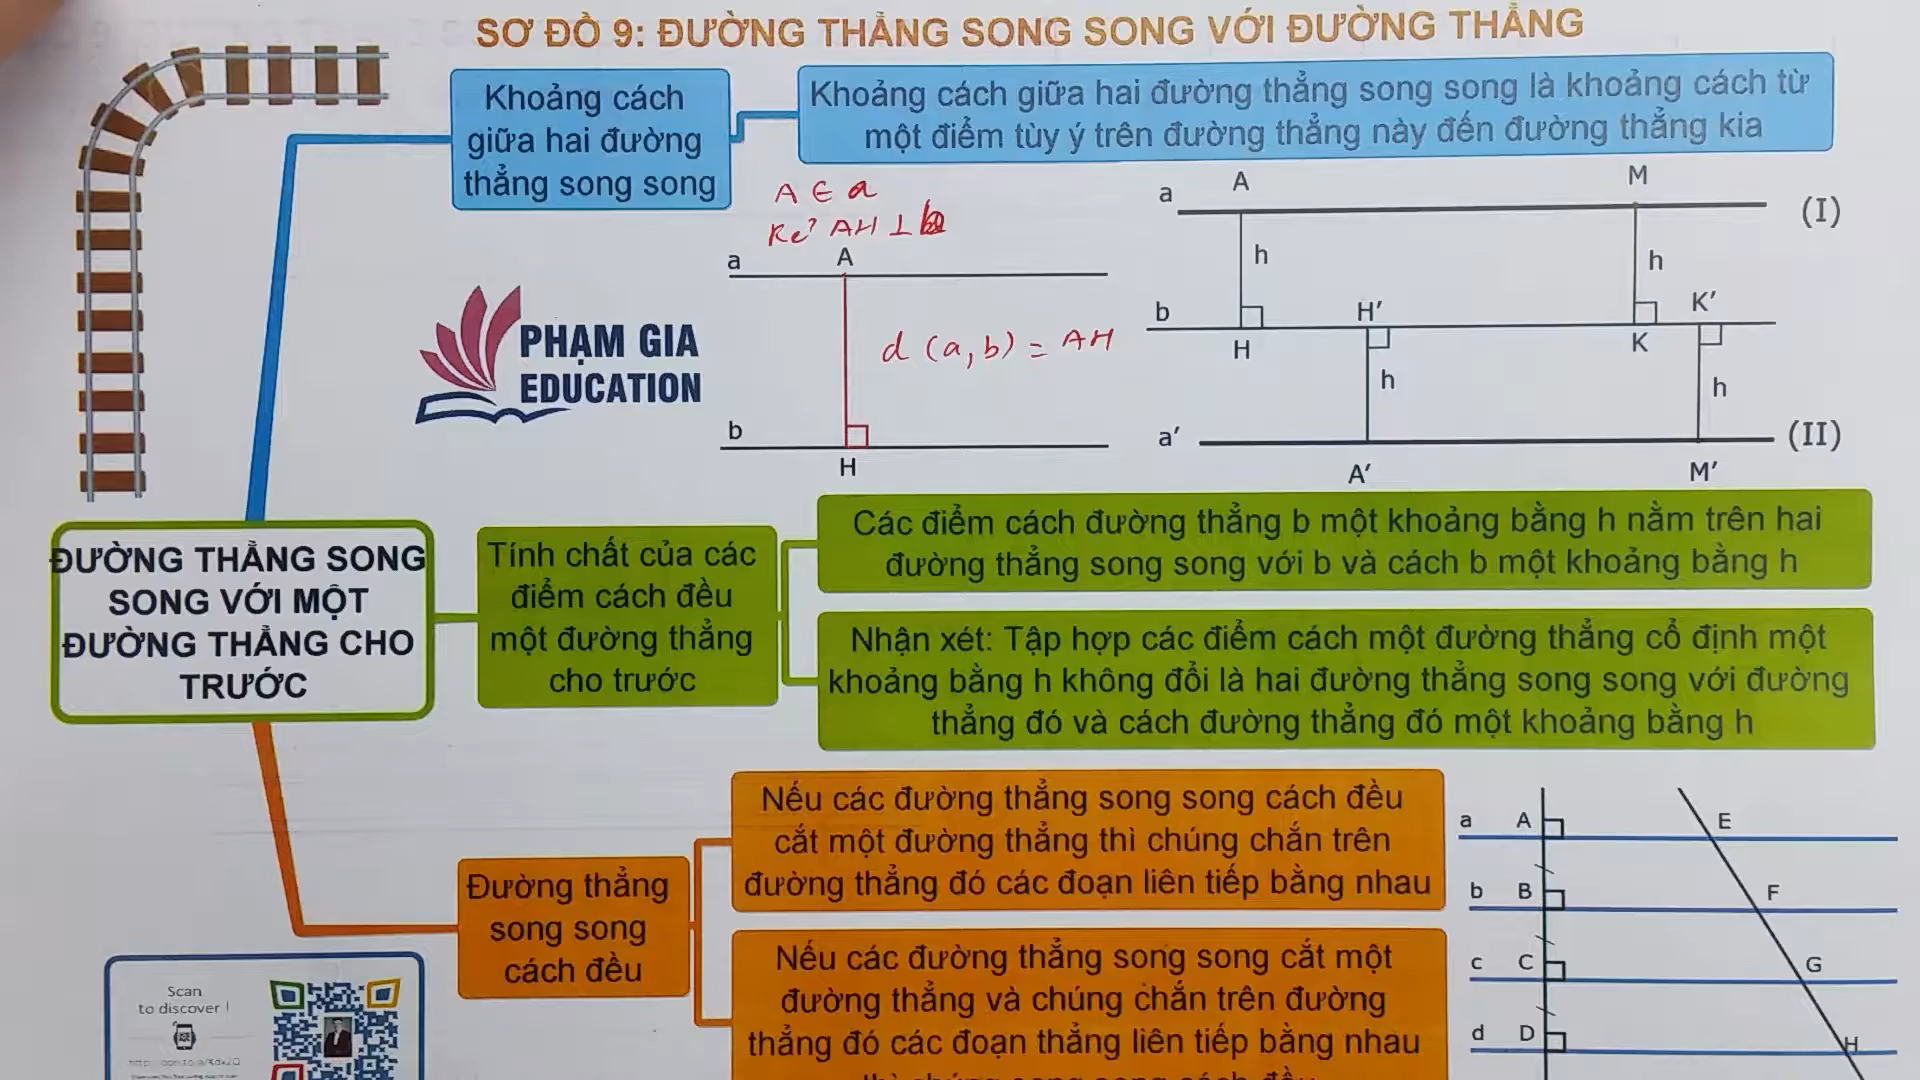 SƠ ĐỒ 9: ĐƯỜNG THẲNG SONG SONG VỚI ĐƯỜNG THẲNG
Khoảng cách
giữa hai đường
thẳng song song
Khoảng cách giữa hai đường thẳng song song là khoảng cách từ
một điểm tùy ý trên đường thẳng này đến đường thẳng kia
A ∈ a
Kẻ AH ⊥ b
a A
d (a, b) = AH
b
H
a A M (I)
h h
b H' K'
H K
h h
a' (II)
A' M'
PHẠM GIA
EDUCATION
ĐƯỜNG THẲNG SONG
SONG VỚI MỘT
ĐƯỜNG THẲNG CHO
TRƯỚC
Tính chất của các
điểm cách đều
một đường thẳng
cho trước
Các điểm cách đường thẳng b một khoảng bằng h nằm trên hai
đường thẳng song song với b và cách b một khoảng bằng h
Nhận xét: Tập hợp các điểm cách một đường thẳng cổ định một
khoảng bằng h không đổi là hai đường thẳng song song với đường
thẳng đó và cách đường thẳng đó một khoảng bằng h
Đường thẳng
song song
cách đều
Nếu các đường thẳng song song cách đều
cắt một đường thẳng thì chúng chắn trên
đường thẳng đó các đoạn liên tiếp bằng nhau
Nếu các đường thẳng song song cắt một
đường thẳng và chúng chắn trên đường
thẳng đó các đoạn thẳng liên tiếp bằng nhau
a A E
b B F
c C G
d D H
Scan
to discover !